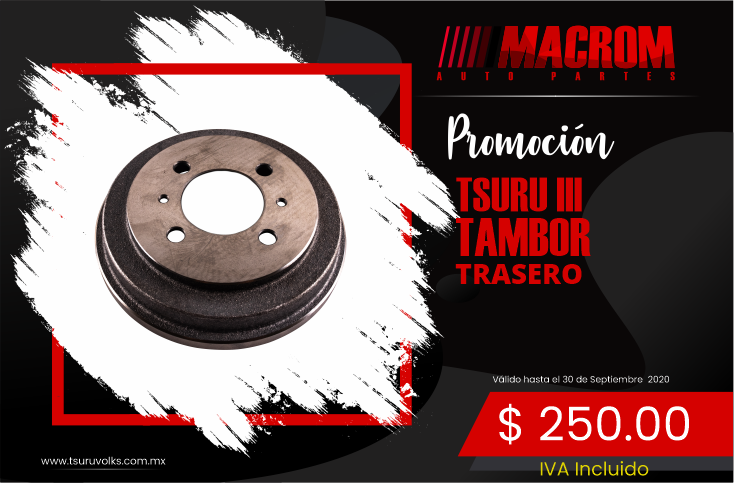 MACROM
AUTO PARTES
Promoción
TSURU III
TAMBOR
TRASERO
Válido hasta el 30 de Septiembre 2020
$ 250.00
IVA Incluido
www.tsuruvolks.com.mx